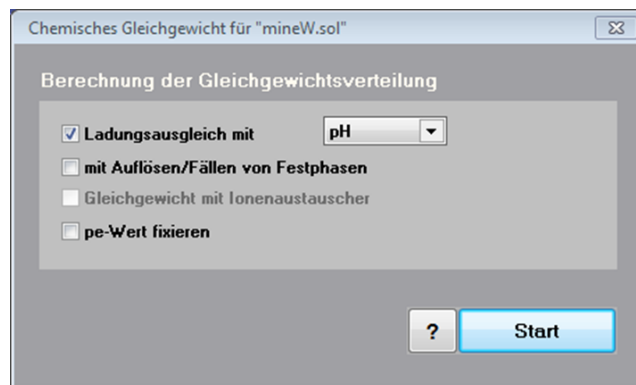 Chemisches Gleichgewicht für "mineW.sol"
Berechnung der Gleichgewichtsverteilung
Ladungsausgleich mit pH
mit Auflösen/Fällen von Festphasen
Gleichgewicht mit Ionenaustauscher
pe-Wert fixieren
? Start